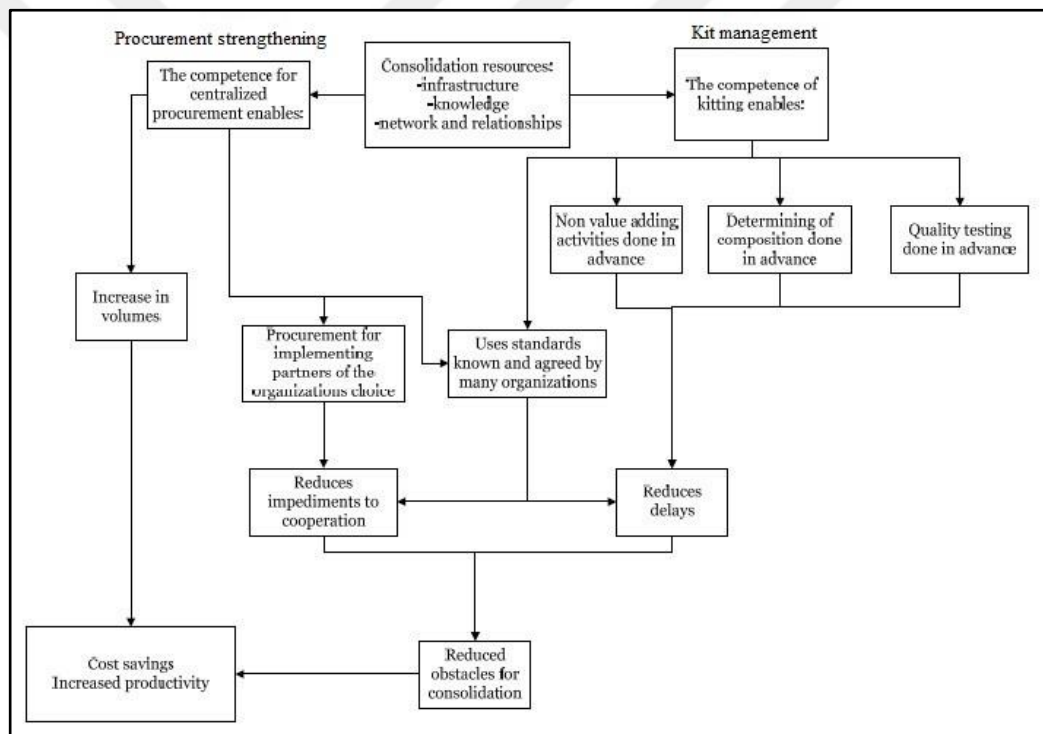 Procurement strengthening
Kit management
The competence for
centralized
procurement enables:
Consolidation resources:
-infrastructure
-knowledge
-network and relationships
The competence of
kitting enables:
Non value adding
activities done in
advance
Determining of
composition done
in advance
Quality testing
done in advance
Increase in
volumes
Procurement for
implementing
partners of the
organizations choice
Uses standards
known and agreed by
many organizations
Reduces
impediments to
cooperation
Reduces
delays
Cost savings
Increased productivity
Reduced
obstacles for
consolidation